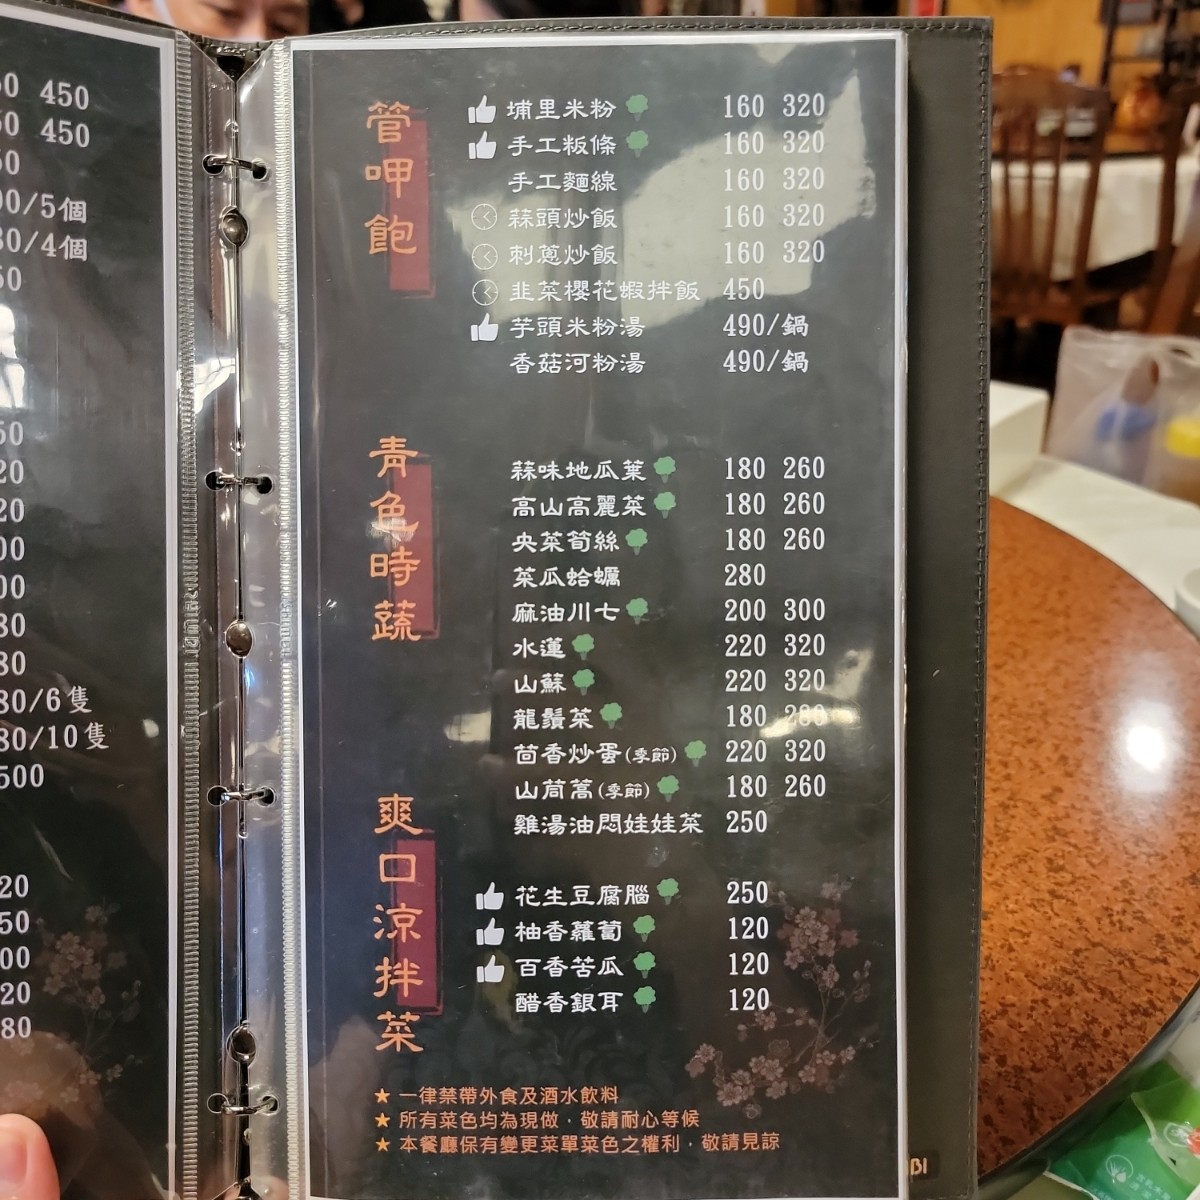 450
450
/5個
/4個
/6隻
/10隻
500
管呷飽
埔里米粉 160 320
手工粄條 160 320
手工麵線 160 320
蒜頭炒飯 160 320
刺蔥炒飯 160 320
韭菜櫻花蝦拌飯 450
芋頭米粉湯 490/鍋
香菇河粉湯 490/鍋
青色時蔬
蒜味地瓜葉 180 260
高山高麗菜 180 260
央菜筍絲 180 260
菜瓜蛤蠣 280
麻油川七 200 300
水蓮 220 320
山蘇 220 320
龍鬚菜 180 280
茴香炒蛋(季節) 220 320
山茼蒿(季節) 180 260
雞湯油悶娃娃菜 250
爽口涼拌菜
花生豆腐腦 250
柚香蘿蔔 120
百香苦瓜 120
醋香銀耳 120
★ 一律禁帶外食及酒水飲料
★ 所有菜色均為現做，敬請耐心等候
★ 本餐廳保有變更菜單菜色之權利，敬請見諒